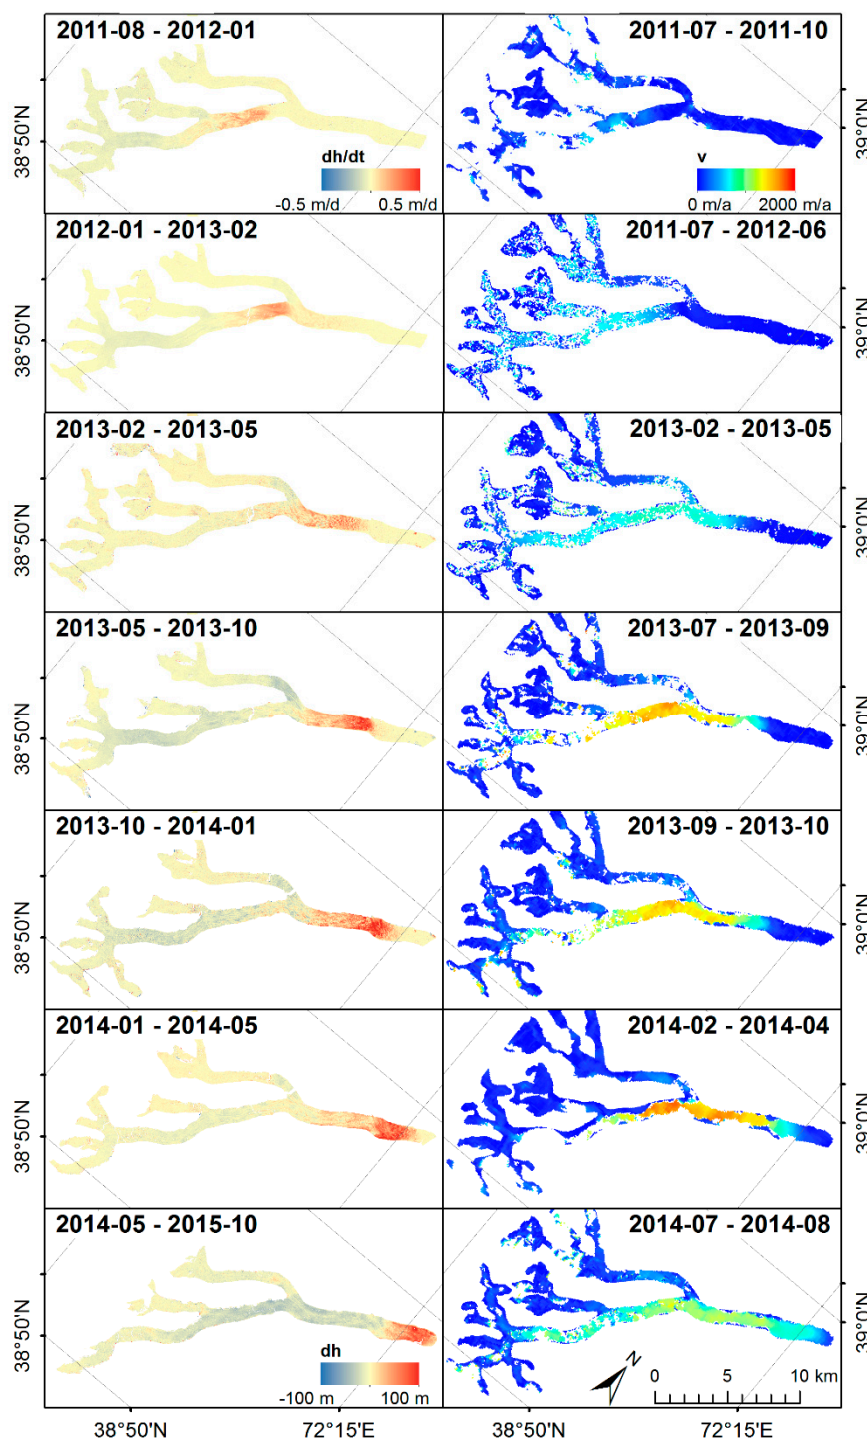 2011-08 - 2012-01
2011-07 - 2011-10
38°50'N
dh/dt
-0.5 m/d 0.5 m/d
v
0 m/a 2000 m/a
39°0'N
2012-01 - 2013-02
2011-07 - 2012-06
38°50'N
39°0'N
2013-02 - 2013-05
2013-02 - 2013-05
38°50'N
39°0'N
2013-05 - 2013-10
2013-07 - 2013-09
38°50'N
39°0'N
2013-10 - 2014-01
2013-09 - 2013-10
38°50'N
39°0'N
2014-01 - 2014-05
2014-02 - 2014-04
38°50'N
39°0'N
2014-05 - 2015-10
2014-07 - 2014-08
38°50'N
39°0'N
dh
-100 m 100 m
N
0 5 10 km
38°50'N 72°15'E 38°50'N 72°15'E